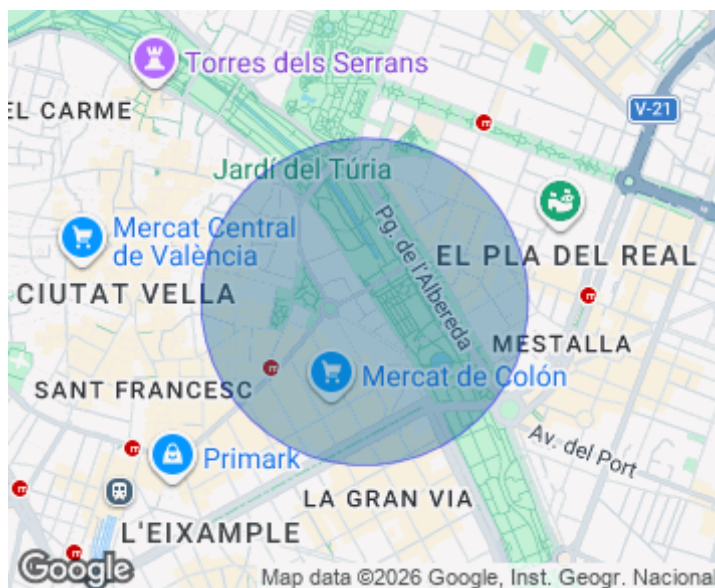 Torres dels Serrans
EL CARME
V-21
Jardí del Túria
Pg. de l'Albereda
Mercat Central
de València
EL PLA DEL REAL
CIUTAT VELLA
MESTALLA
SANT FRANCESC
Mercat de Colón
Av. del Port
Primark
LA GRAN VIA
L'EIXAMPLE
Google
Map data ©2026 Google, Inst. Geogr. Nacional